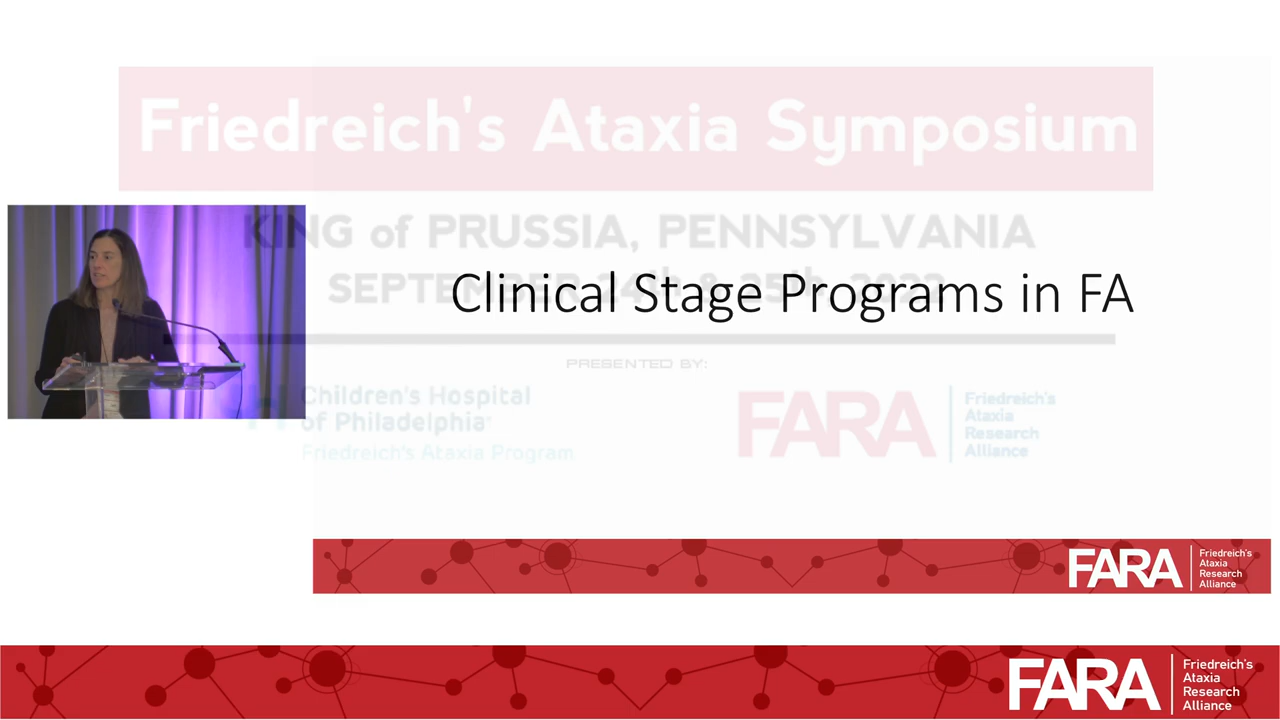 Friedreich's Ataxia Symposium
KING of PRUSSIA, PENNSYLVANIA
SEPTEMBER
Clinical Stage Programs in FA
PRESENTED BY:
Children's Hospital
of Philadelphia
Friedreich's Ataxia Program
FARA
Friedreich's
Ataxia
Research
Alliance
FARA
Friedreich's
Ataxia
Research
Alliance
FARA
Friedreich's
Ataxia
Research
Alliance